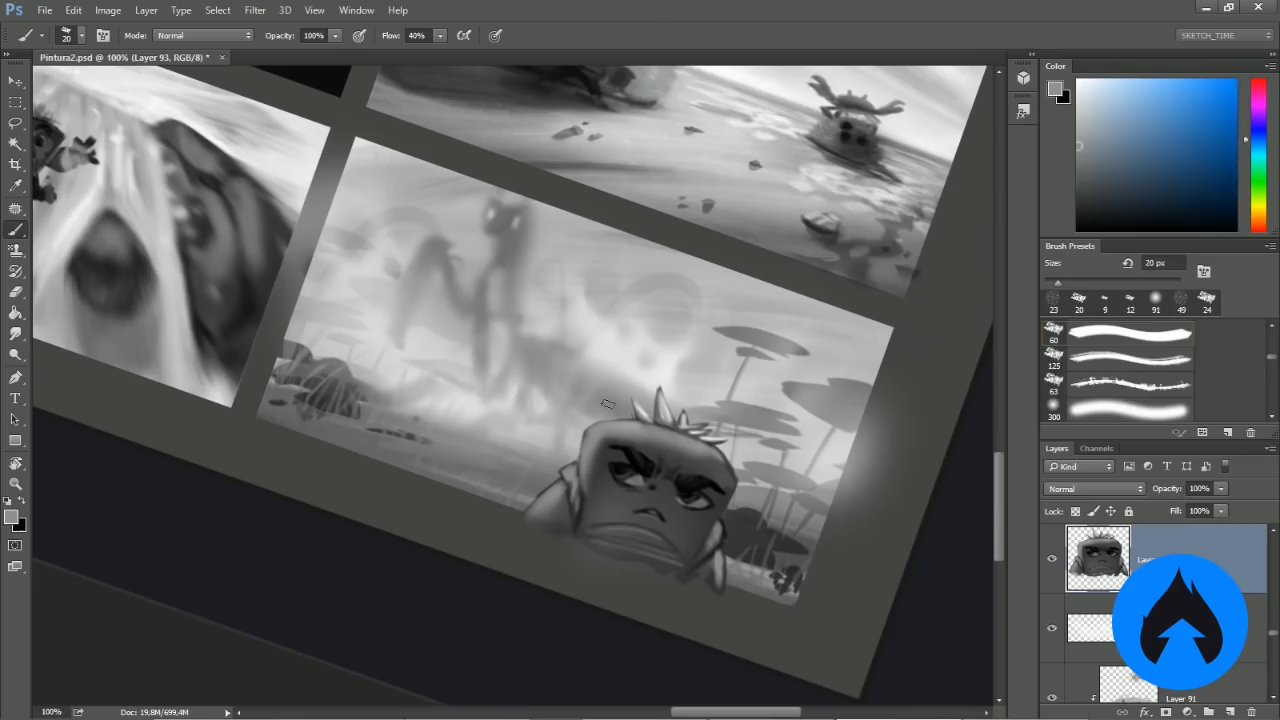 Ps File Edit Image Layer Type Select Filter 3D View Window Help
20 Mode: Normal Opacity: 100% Flow: 40% SKETCH_TIME
Pintura2.psd @ 100% (Layer 93, RGB/8) * ×
Color
Brush Presets
Size: 20 px
23 20 9 12 91 49 24
60
125
63
300
Layers Channels
Kind
Normal Opacity: 100%
Lock: Fill: 100%
Layer 91
100% Doc: 19,8M/699,4M